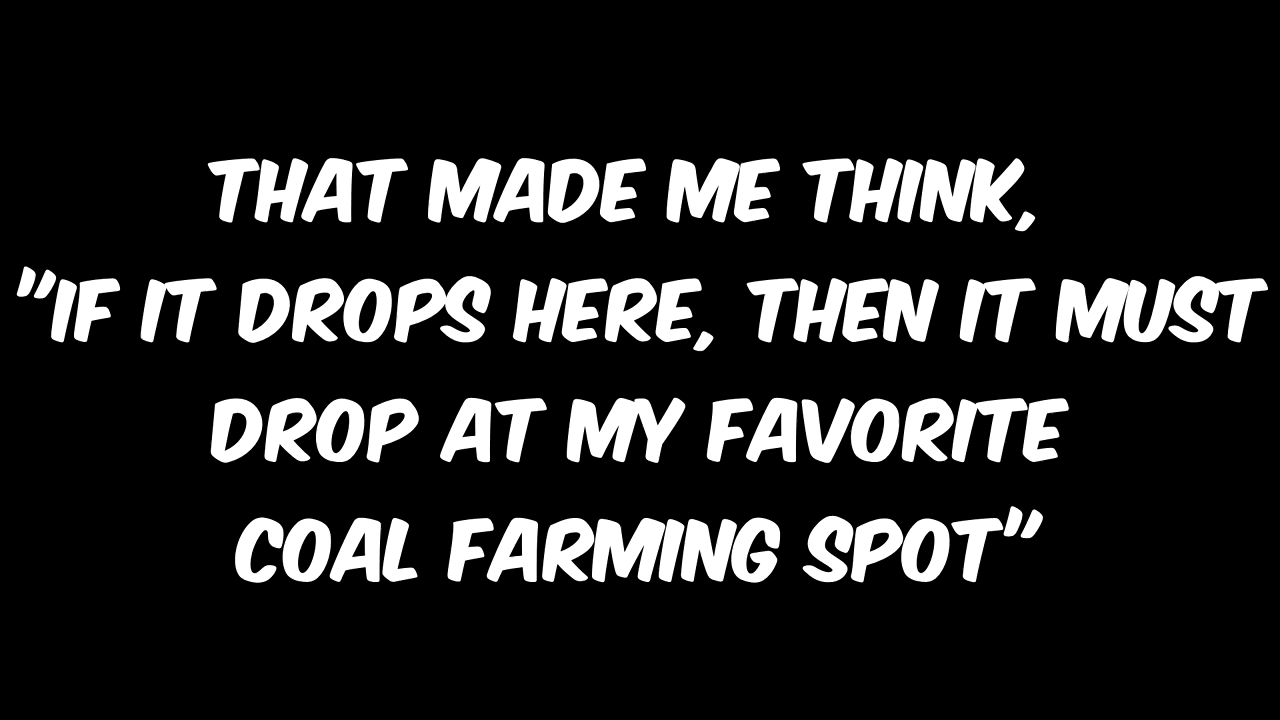 THAT MADE ME THINK,
"IF IT DROPS HERE, THEN IT MUST
DROP AT MY FAVORITE
COAL FARMING SPOT"